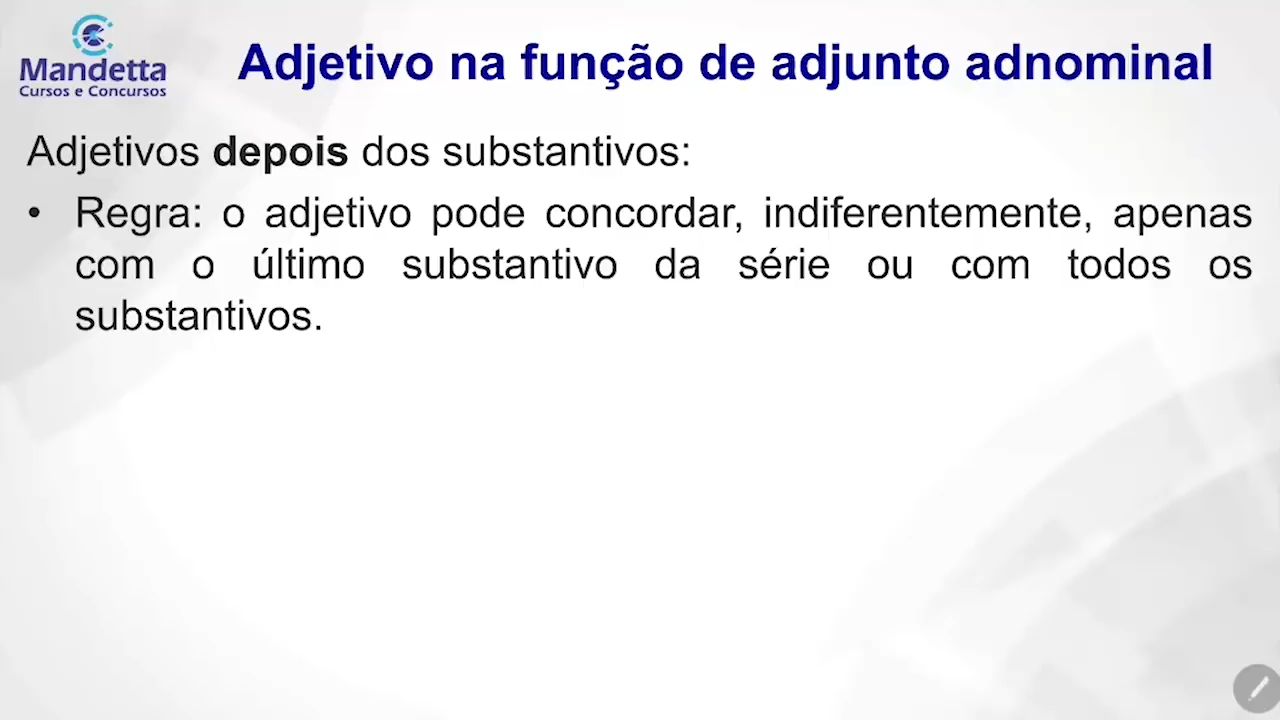 Mandetta
Cursos e Concursos
Adjetivo na função de adjunto adnominal
Adjetivos depois dos substantivos:
• Regra: o adjetivo pode concordar, indiferentemente, apenas
com o último substantivo da série ou com todos os
substantivos.